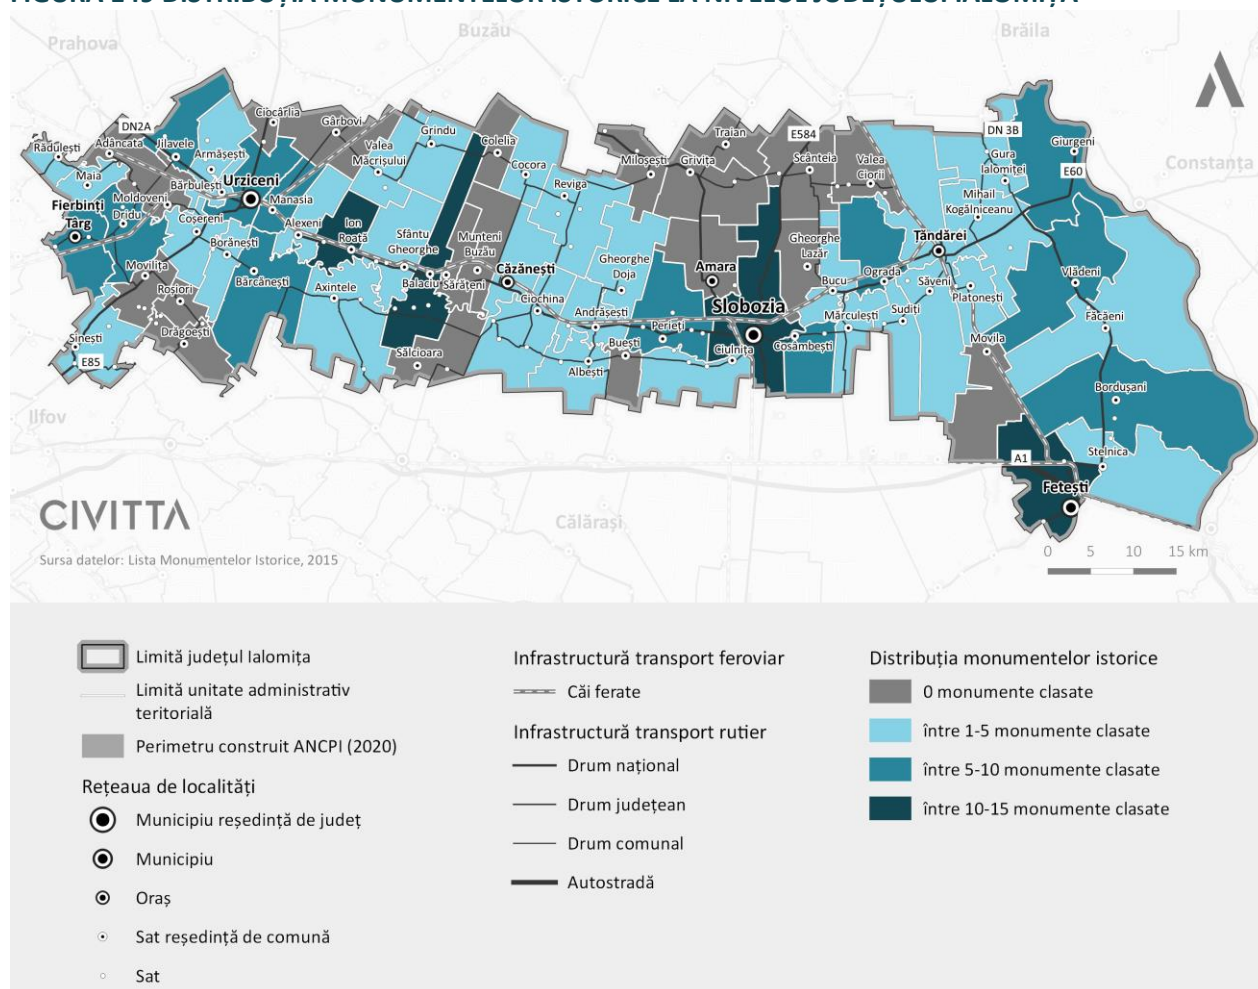 Prahova
Buzău
Brăila
Constanța
Ilfov
Călărași
DN2A
E584
DN 3B
E60
E85
A1
Ciocârlia
Gârbovi
Grindu
Colelia
Traian
Adâncata
Jilavele
Rădulești
Armășești
Valea
Măcrișului
Cocora
Miloșești
Grivița
Scânteia
Valea
Ciorii
Gura
Ialomiței
Giurgeni
Maia
Bărbulești
Urziceni
Reviga
Moldoveni
Manasia
Mihail
Kogălniceanu
Fierbinți
Târg
Dridu
Coșereni
Alexeni
Ion
Roată
Sfântu
Gheorghe
Munteni
Buzău
Gheorghe
Lazăr
Țăndărei
Borănești
Movilița
Bărcănești
Axintele
Balaciu
Sărățeni
Căzănești
Gheorghe
Doja
Amara
Bucu
Ograda
Săveni
Platonești
Vlădeni
Roșiori
Ciochina
Andrășești
Slobozia
Mărculești
Sudiți
Făcăeni
Drăgoești
Sinești
Perieți
Buești
Ciulnița
Cosâmbești
Movila
Sălcioara
Albești
Bordușani
Stelnica
Fetești
CIVITTA
Sursa datelor: Lista Monumentelor Istorice, 2015
0 5 10 15 km
Limită județul Ialomița
Limită unitate administrativ
teritorială
Perimetru construit ANCPI (2020)
Rețeaua de localități
Municipiu reședință de județ
Municipiu
Oraș
Sat reședință de comună
Sat
Infrastructură transport feroviar
Căi ferate
Infrastructură transport rutier
Drum național
Drum județean
Drum comunal
Autostradă
Distribuția monumentelor istorice
0 monumente clasate
între 1-5 monumente clasate
între 5-10 monumente clasate
între 10-15 monumente clasate